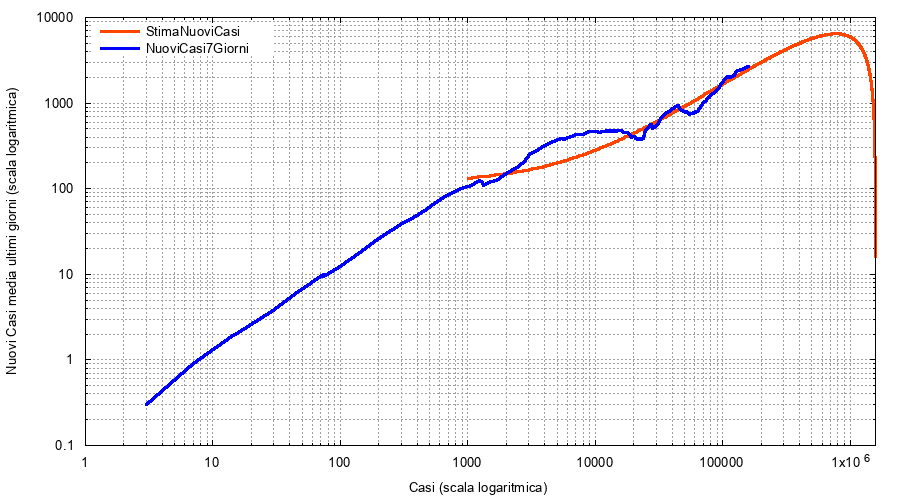 10000
1000
100
10
1
0.1
Nuovi Casi media ultimi giorni (scala logaritmica)
StimaNuoviCasi
NuoviCasi7Giorni
1 10 100 1000 10000 100000 1x10 6
Casi (scala logaritmica)